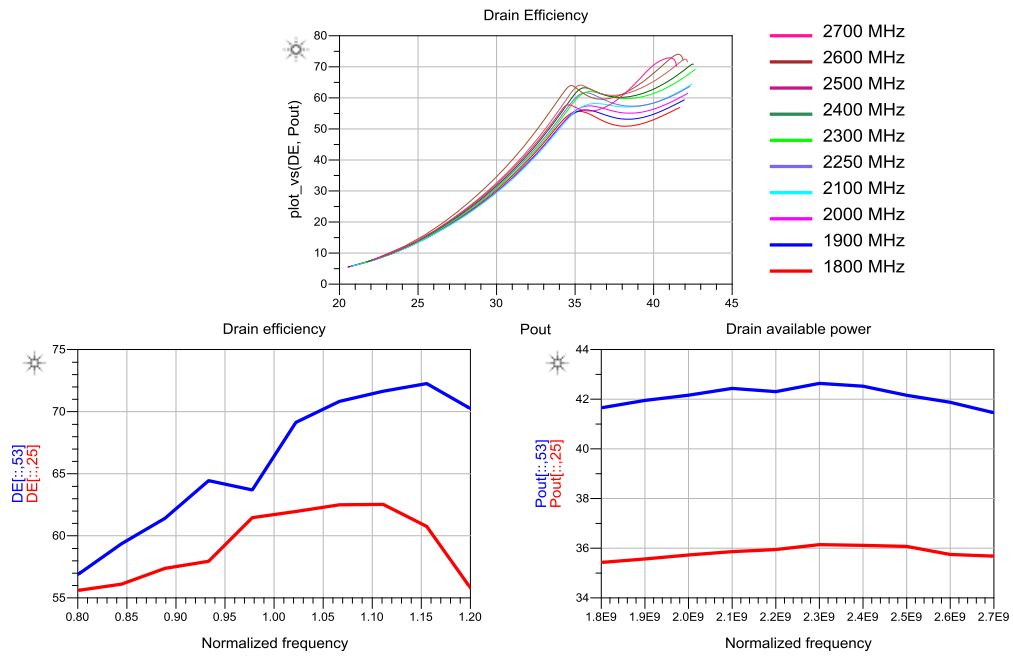 Drain Efficiency
80
70
60
50
40
30
20
10
0
plot_vs(DE, Pout)
20 25 30 35 40 45
Pout
2700 MHz
2600 MHz
2500 MHz
2400 MHz
2300 MHz
2250 MHz
2100 MHz
2000 MHz
1900 MHz
1800 MHz
Drain efficiency
75
70
65
60
55
DE[::,53]
DE[::,25]
0.80 0.85 0.90 0.95 1.00 1.05 1.10 1.15 1.20
Normalized frequency
Drain available power
44
42
40
38
36
34
Pout[::,53]
Pout[::,25]
1.8E9 1.9E9 2.0E9 2.1E9 2.2E9 2.3E9 2.4E9 2.5E9 2.6E9 2.7E9
Normalized frequency